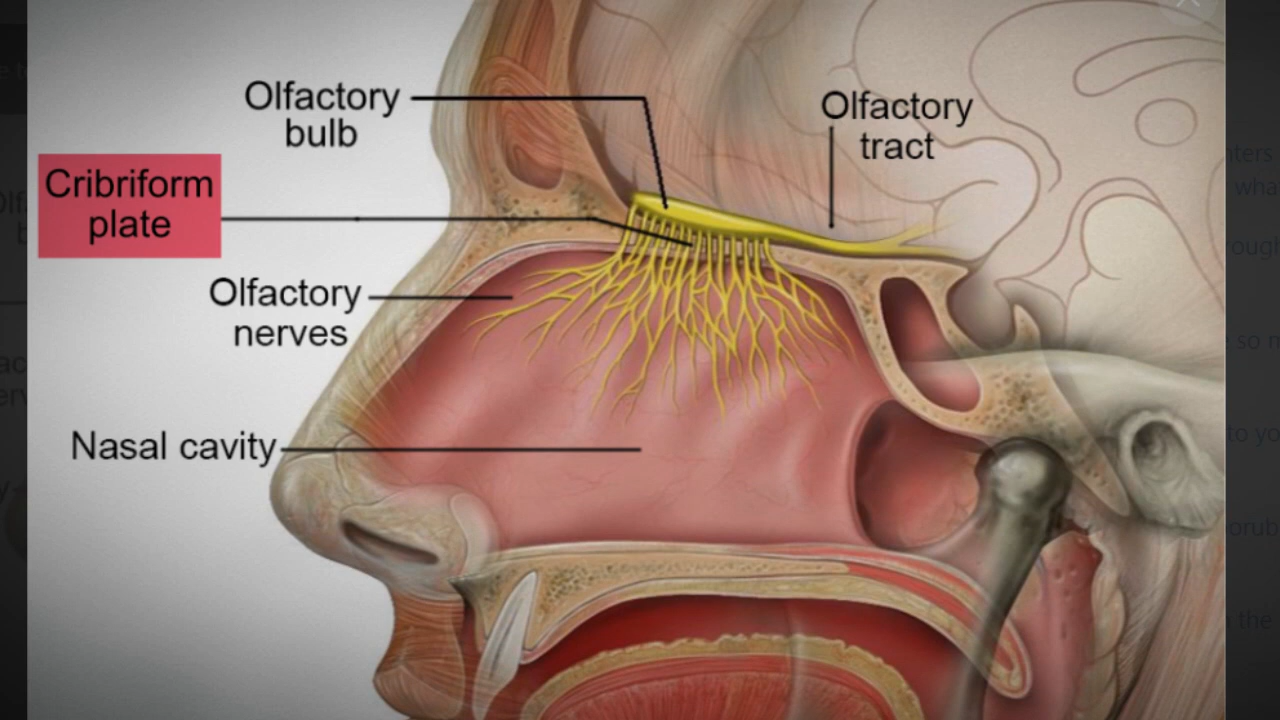 Olfactory
bulb
Olfactory
tract
Cribriform
plate
Olfactory
nerves
Nasal cavity